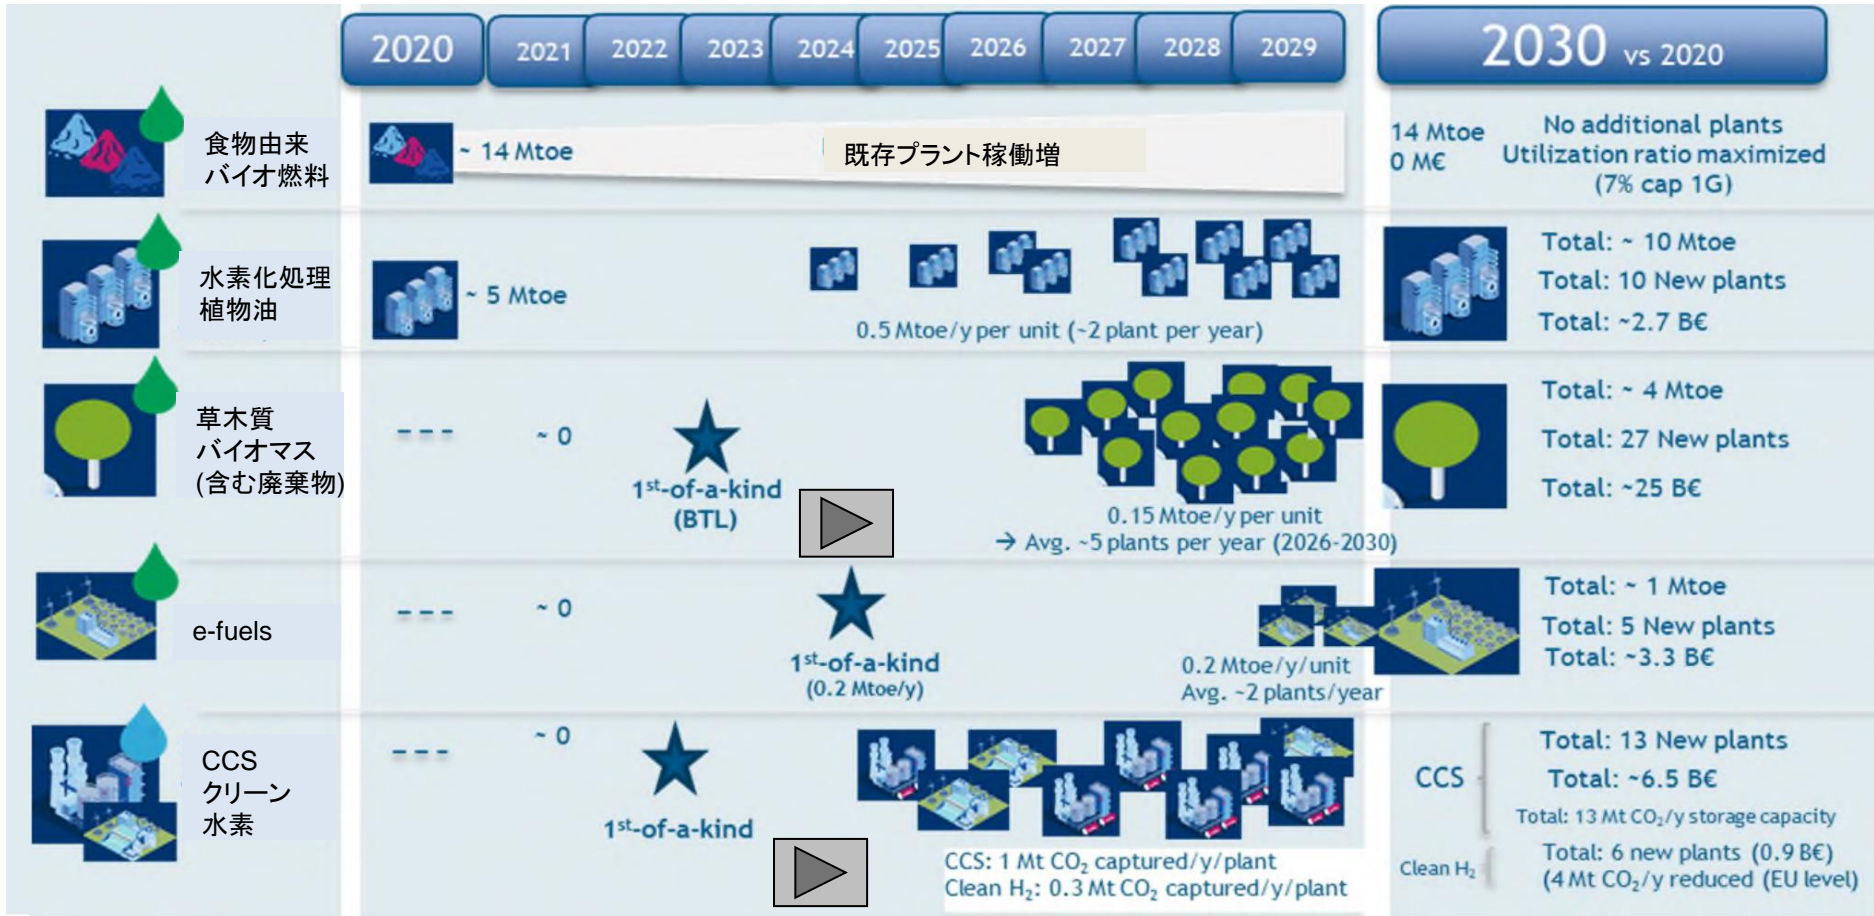 2020
2021
2022
2023
2024
2025
2026
2027
2028
2029
2030 vs 2020
食物由来
バイオ燃料
~ 14 Mtoe
既存プラント稼働増
14 Mtoe
0 M€
No additional plants
Utilization ratio maximized
(7% cap 1G)
水素化処理
植物油
~ 5 Mtoe
0.5 Mtoe/y per unit (~2 plant per year)
Total: ~ 10 Mtoe
Total: 10 New plants
Total: ~2.7 B€
草木質
バイオマス
(含む廃棄物)
---
~ 0
1st-of-a-kind
(BTL)
0.15 Mtoe/y per unit
→ Avg. ~5 plants per year (2026-2030)
Total: ~ 4 Mtoe
Total: 27 New plants
Total: ~25 B€
e-fuels
---
~ 0
1st-of-a-kind
(0.2 Mtoe/y)
0.2 Mtoe/y/unit
Avg. ~2 plants/year
Total: ~ 1 Mtoe
Total: 5 New plants
Total: ~3.3 B€
CCS
クリーン
水素
---
~ 0
1st-of-a-kind
CCS: 1 Mt CO₂ captured/y/plant
Clean H₂: 0.3 Mt CO₂ captured/y/plant
CCS
Total: 13 New plants
Total: ~6.5 B€
Total: 13 Mt CO₂/y storage capacity
Clean H₂
Total: 6 new plants (0.9 B€)
(4 Mt CO₂/y reduced (EU level)